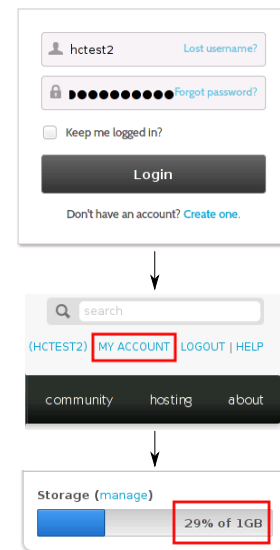 hctest2 Lost username?
Forgot password?
Keep me logged in?
Login
Don't have an account? Create one.
search
(HCTEST2) MY ACCOUNT LOGOUT | HELP
community hosting about
Storage (manage)
29% of 1GB